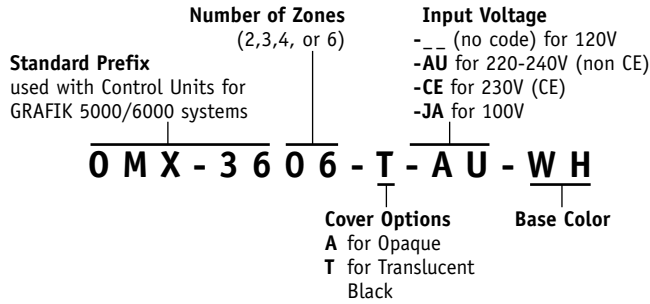 Number of Zones
(2,3,4, or 6)
Input Voltage
-_ _ (no code) for 120V
-AU for 220-240V (non CE)
-CE for 230V (CE)
-JA for 100V
Standard Prefix
used with Control Units for
GRAFIK 5000/6000 systems
OMX-3606-T-AU-WH
Cover Options
A for Opaque
T for Translucent
Black
Base Color